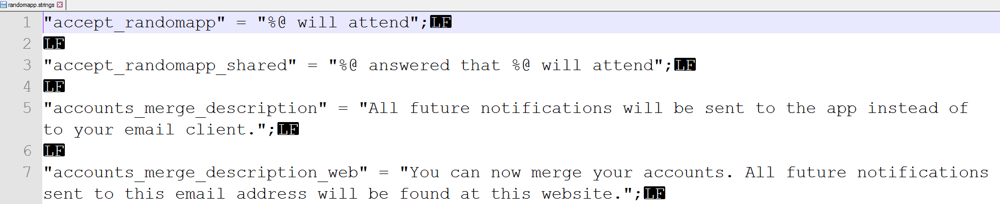 randomapp.strings
1 "accept_randomapp" = "%@ will attend";LF
2 LF
3 "accept_randomapp_shared" = "%@ answered that %@ will attend";LF
4 LF
5 "accounts_merge_description" = "All future notifications will be sent to the app instead of
to your email client.";LF
6 LF
7 "accounts_merge_description_web" = "You can now merge your accounts. All future notifications
sent to this email address will be found at this website.";LF